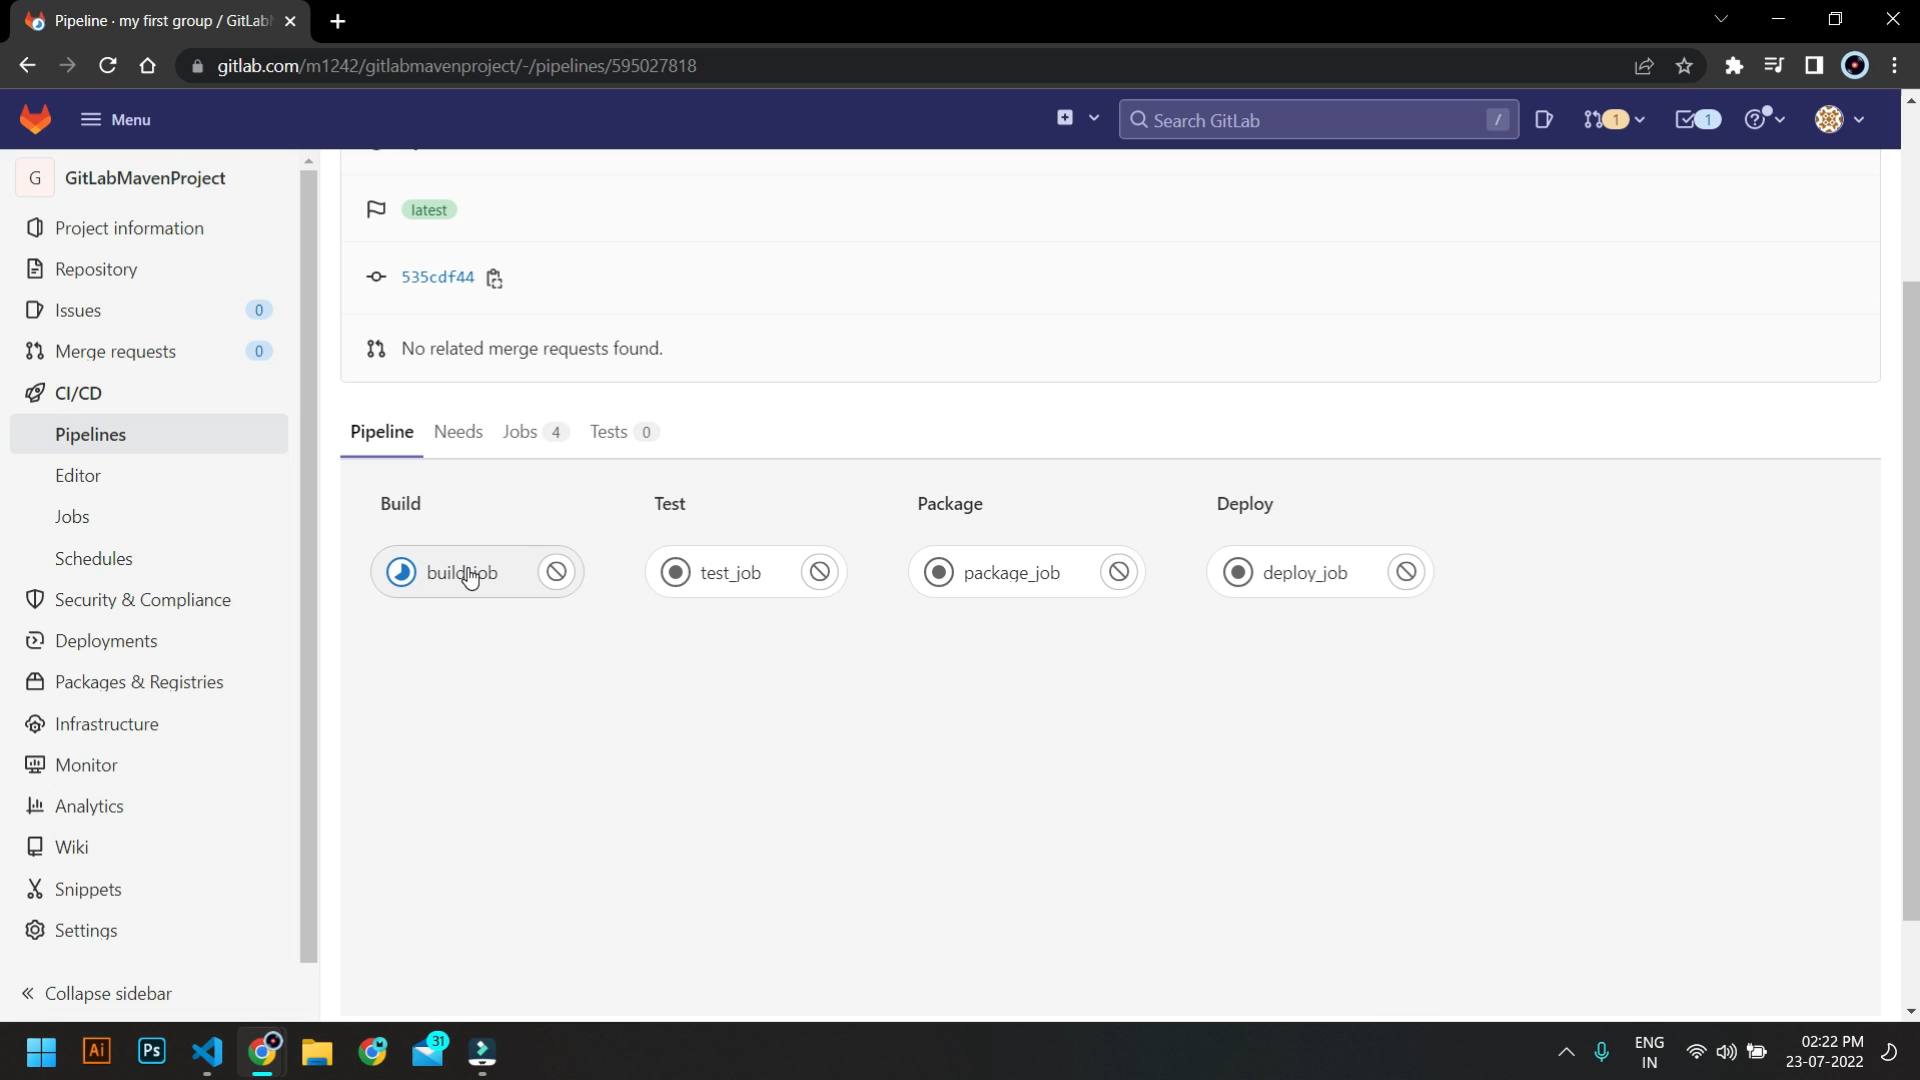 Pipeline · my first group / GitLab
gitlab.com/m1242/gitlabmavenproject/-/pipelines/595027818
Menu
Search GitLab
/
1
1
G GitLabMavenProject
Project information
Repository
Issues 0
Merge requests 0
CI/CD
Pipelines
Editor
Jobs
Schedules
Security & Compliance
Deployments
Packages & Registries
Infrastructure
Monitor
Analytics
Wiki
Snippets
Settings
Collapse sidebar
latest
535cdf44
No related merge requests found.
Pipeline Needs Jobs 4 Tests 0
Build Test Package Deploy
build_job test_job package_job deploy_job
Ai Ps 31
ENG
IN
02:22 PM
23-07-2022